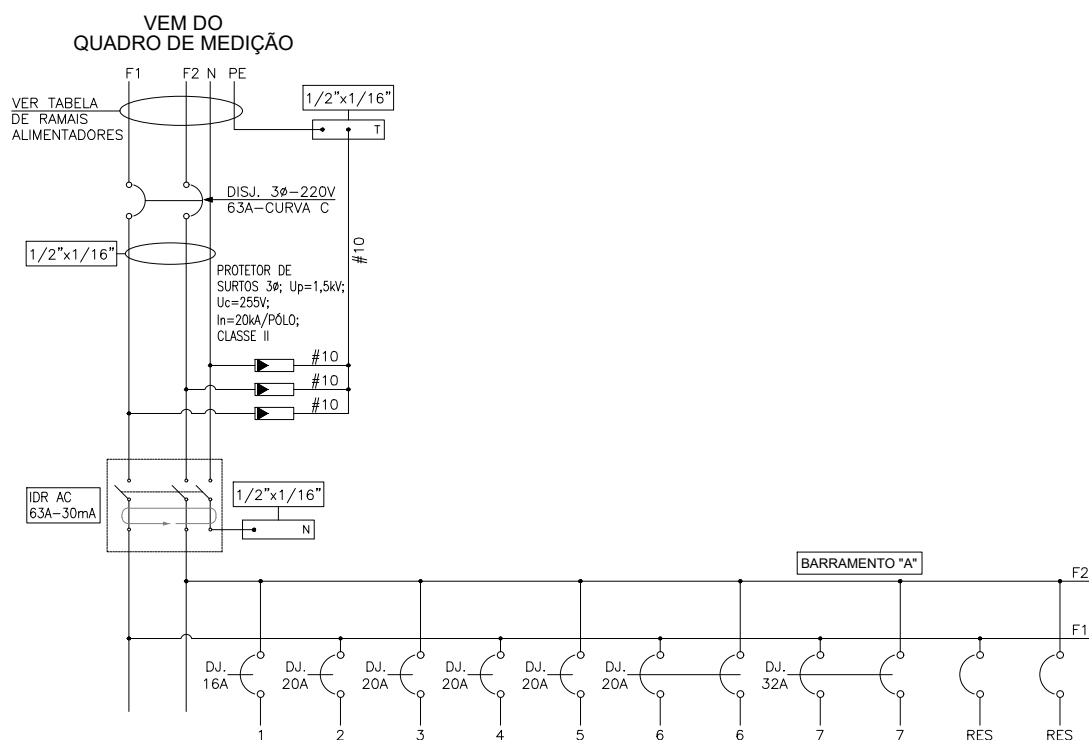 VEM DO
QUADRO DE MEDIÇÃO
F1
F2
N
PE
VER TABELA
DE RAMAIS
ALIMENTADORES
1/2"x1/16"
T
DISJ. 3ø-220V
63A-CURVA C
1/2"x1/16"
#10
PROTETOR DE
SURTOS 3ø; Up=1,5kV;
Uc=255V;
In=20kA/PÓLO;
CLASSE II
#10
#10
#10
IDR AC
63A-30mA
1/2"x1/16"
N
BARRAMENTO "A"
F2
F1
DJ.
16A
DJ.
20A
DJ.
20A
DJ.
20A
DJ.
20A
DJ.
20A
DJ.
32A
1
2
3
4
5
6
6
7
7
RES
RES